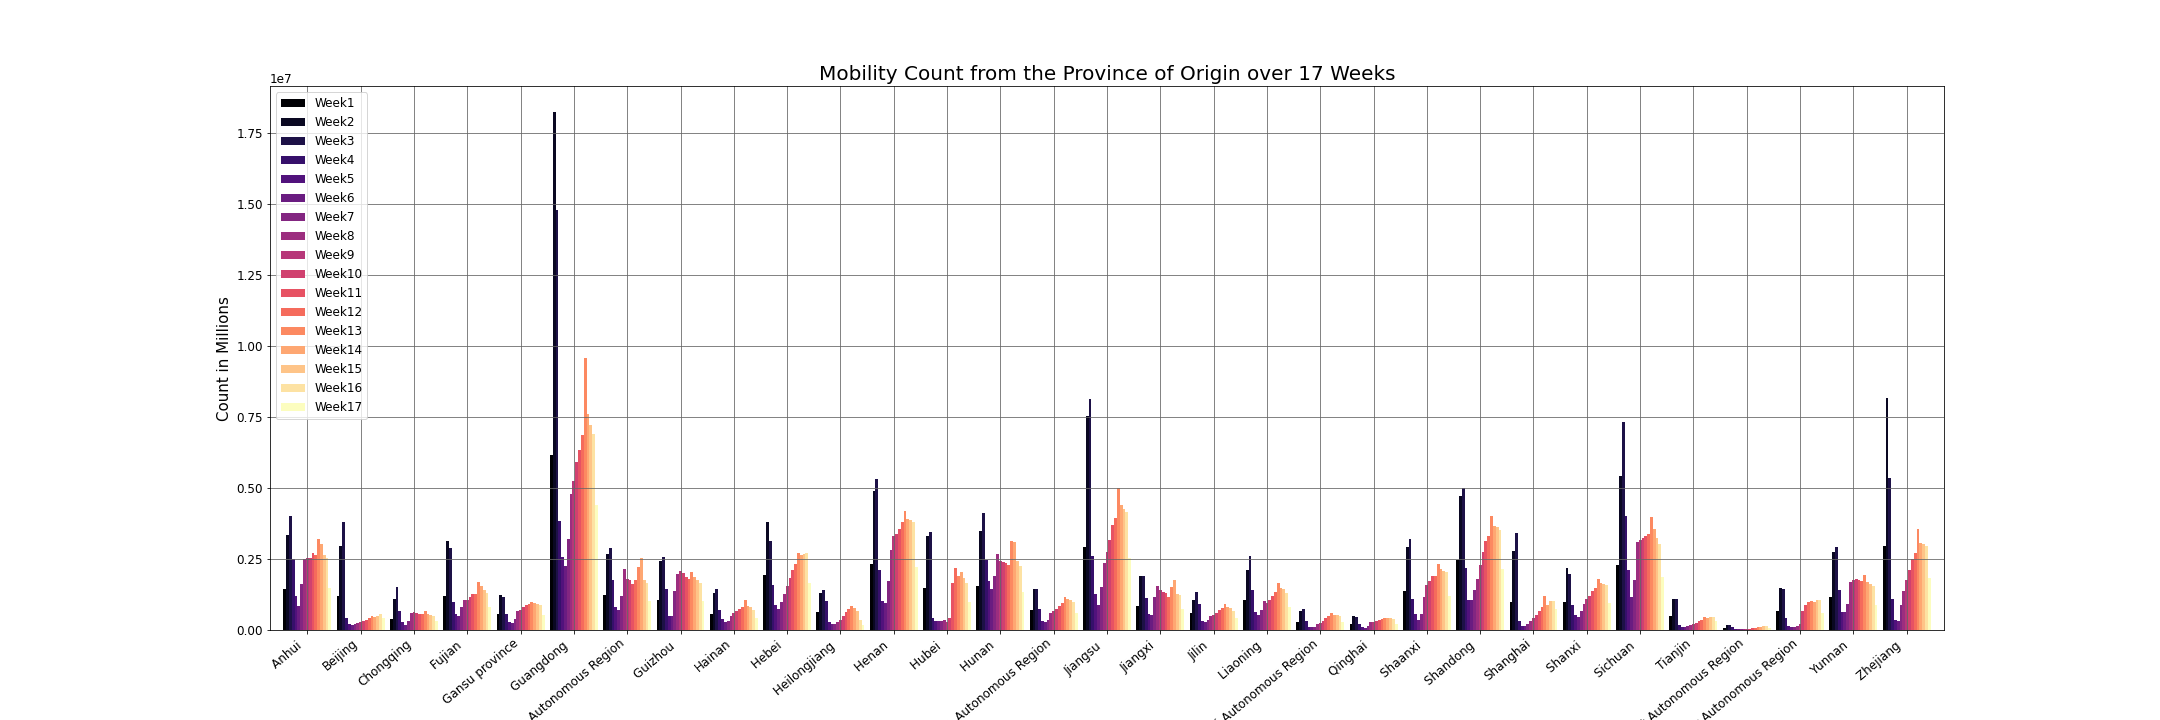 Mobility Count from the Province of Origin over 17 Weeks
1e7
Count in Millions
1.75
1.50
1.25
1.00
0.75
0.50
0.25
0.00
Week1
Week2
Week3
Week4
Week5
Week6
Week7
Week8
Week9
Week10
Week11
Week12
Week13
Week14
Week15
Week16
Week17
Anhui
Beijing
Chongqing
Fujian
Gansu province
Guangdong
Autonomous Region
Guizhou
Hainan
Hebei
Heilongjiang
Henan
Hubei
Hunan
Autonomous Region
Jiangsu
Jiangxi
Jilin
Liaoning
Autonomous Region
Qinghai
Shaanxi
Shandong
Shanghai
Shanxi
Sichuan
Tianjin
Autonomous Region
Autonomous Region
Yunnan
Zhejiang